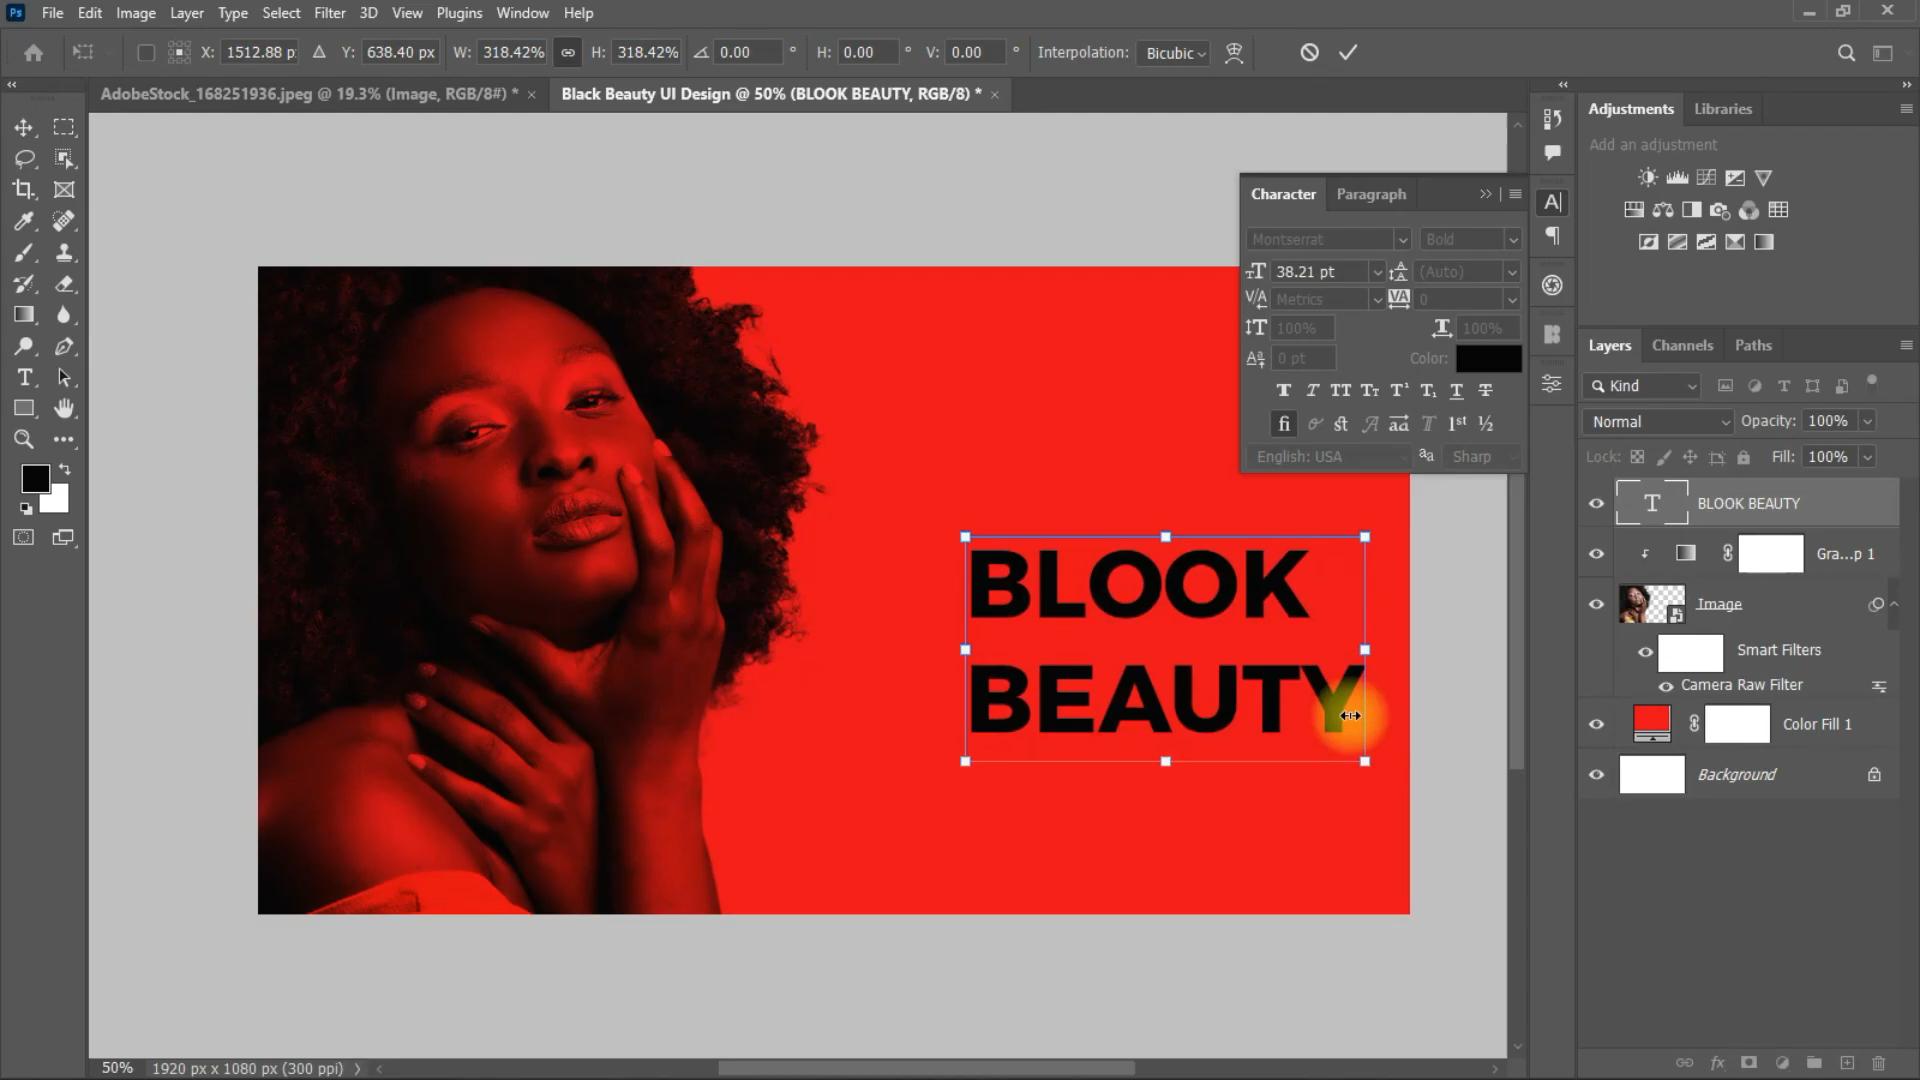 Ps File Edit Image Layer Type Select Filter 3D View Plugins Window Help
X: 1512.88 p Y: 638.40 px W: 318.42% H: 318.42% 0.00 ° H: 0.00 ° V: 0.00 ° Interpolation: Bicubic
AdobeStock_168251936.jpeg @ 19.3% (Image, RGB/8#) * ×
Black Beauty UI Design @ 50% (BLOOK BEAUTY, RGB/8) * ×
BLOOK
BEAUTY
Character Paragraph
Montserrat Bold
38.21 pt (Auto)
Metrics 0
100% 100%
0 pt Color:
English: USA aa Sharp
Adjustments Libraries
Add an adjustment
Layers Channels Paths
Kind
Normal Opacity: 100%
Lock: Fill: 100%
BLOOK BEAUTY
Gra...p 1
Image
Smart Filters
Camera Raw Filter
Color Fill 1
Background
50% 1920 px x 1080 px (300 ppi)